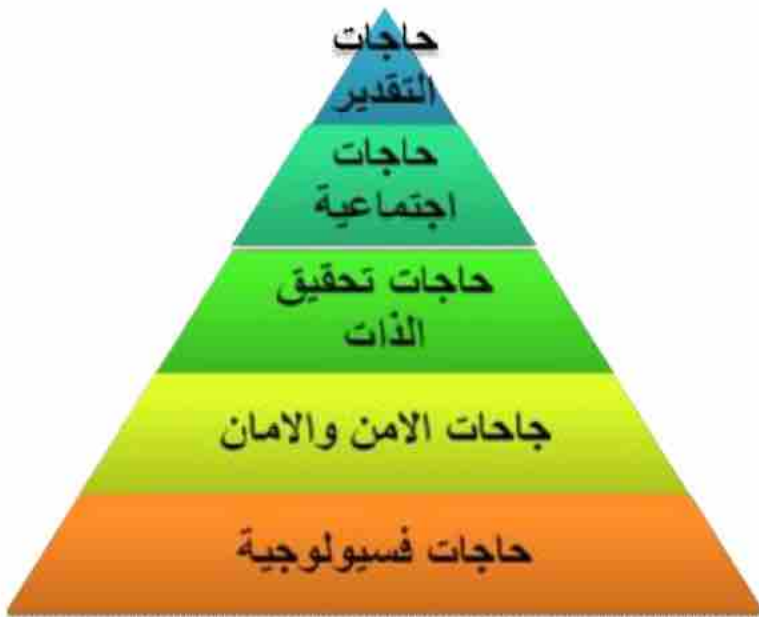 حاجات
التقدير
حاجات
اجتماعية
حاجات تحقيق
الذات
جاحات الامن والامان
حاجات فسيولوجية